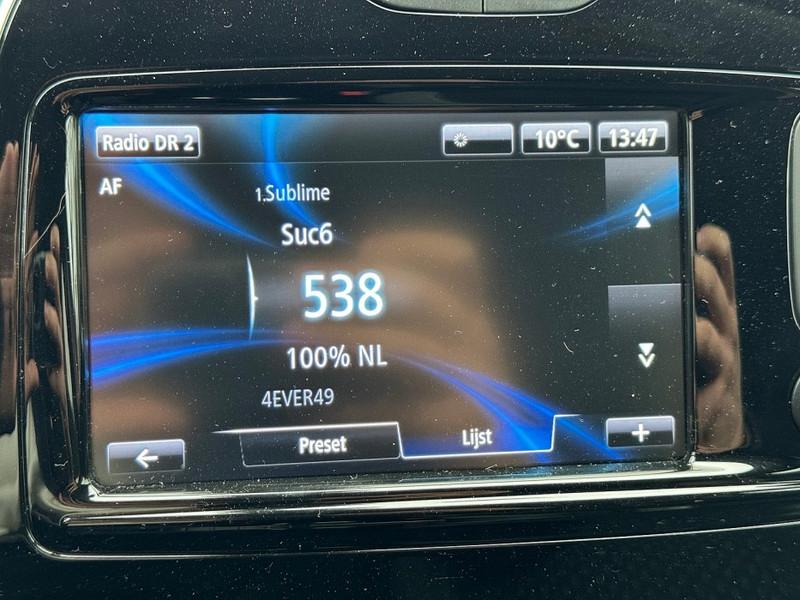 Radio DR 2 10°C 13:47
AF
1.Sublime
Suc6
538
100% NL
4EVER49
Preset Lijst +